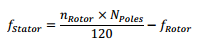 f_Stator = (n_Rotor × N_Poles) / 120 − f_Rotor